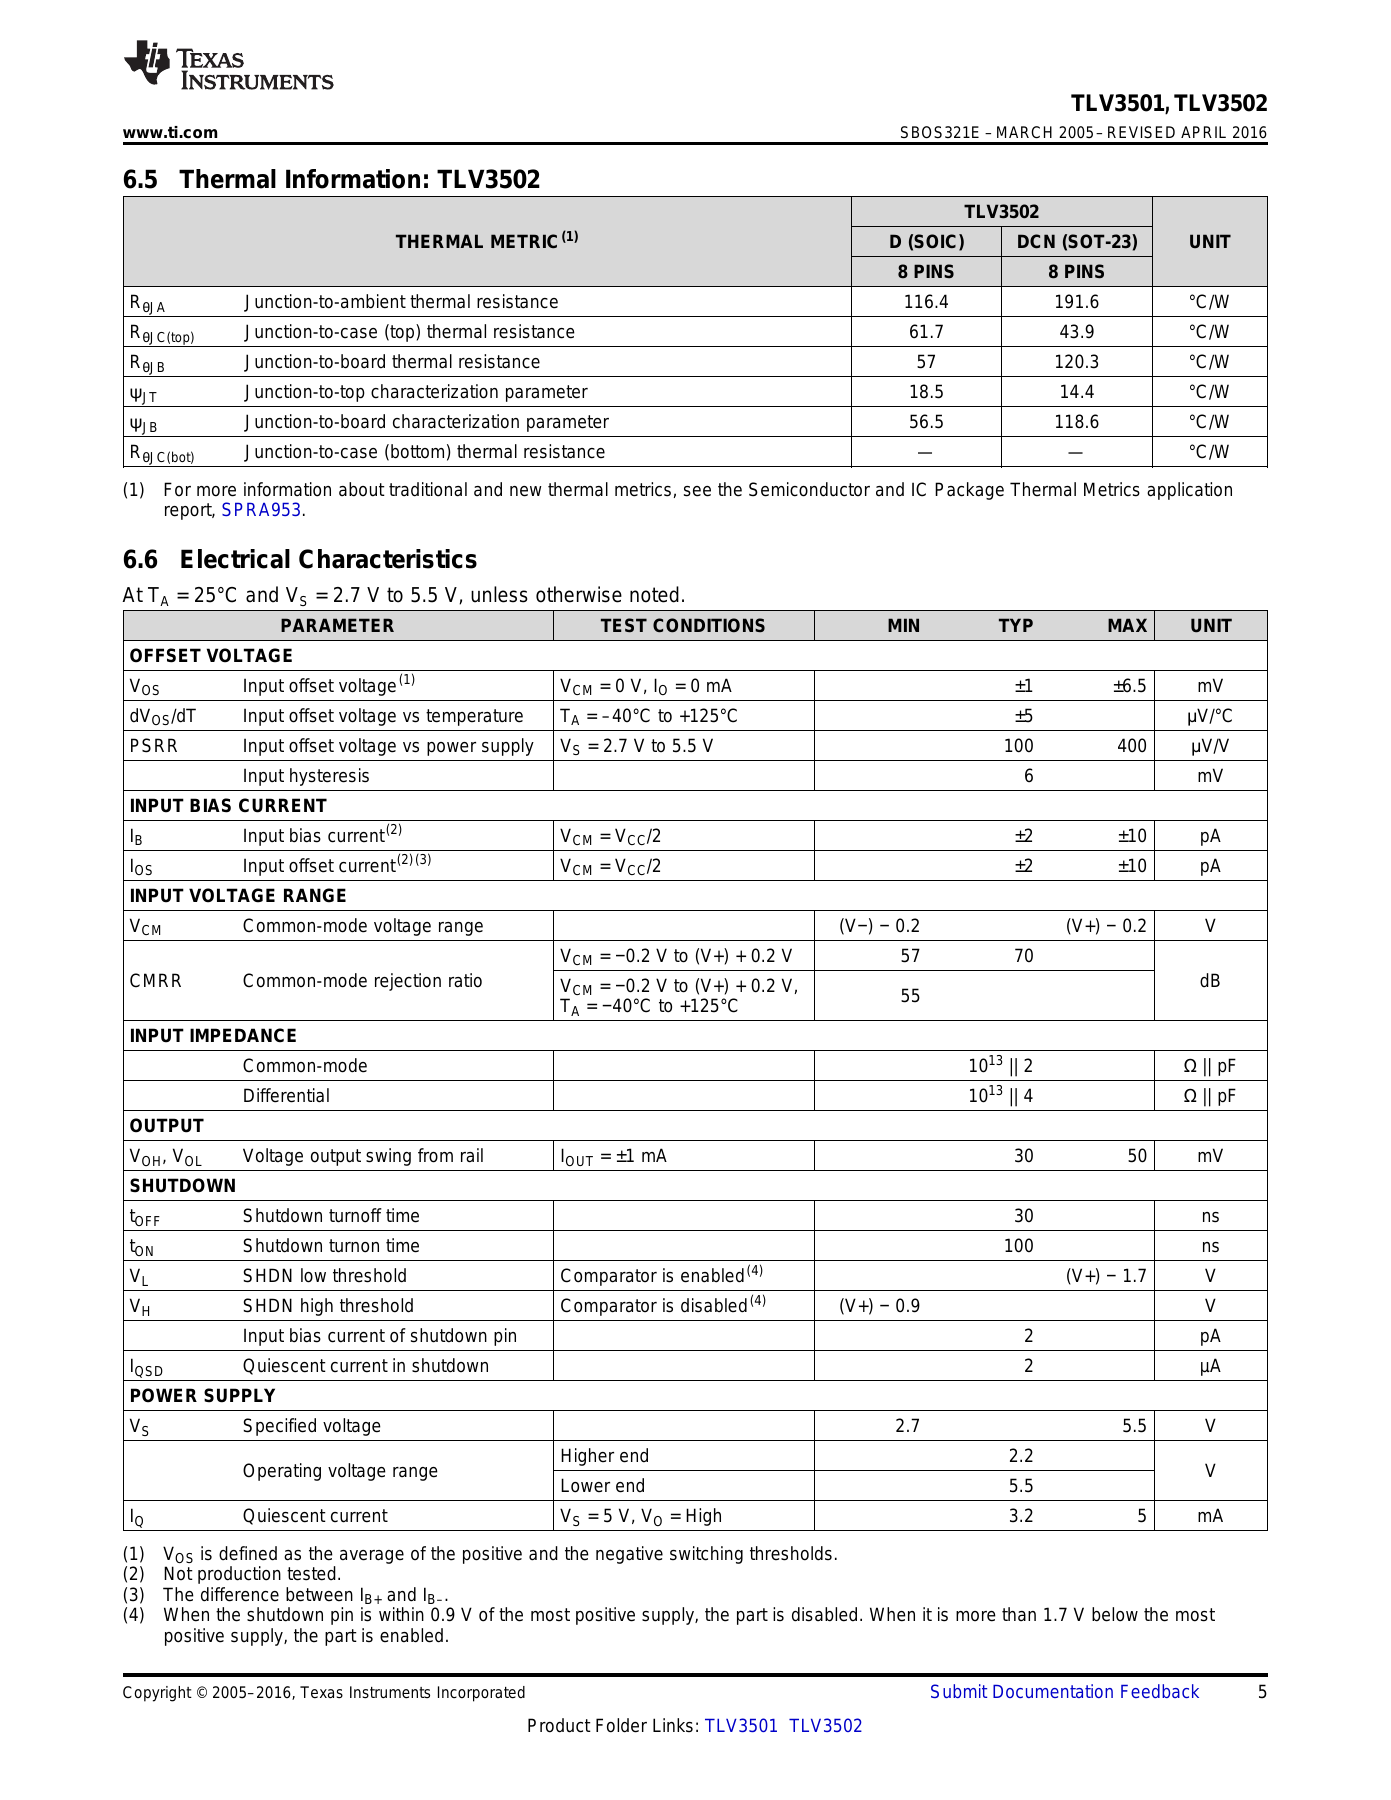 TEXAS
INSTRUMENTS
TLV3501, TLV3502
www.ti.com SBOS321E – MARCH 2005– REVISED APRIL 2016
6.5 Thermal Information: TLV3502
THERMAL METRIC(1) TLV3502 UNIT
D (SOIC) DCN (SOT-23)
8 PINS 8 PINS
RθJA Junction-to-ambient thermal resistance 116.4 191.6 °C/W
RθJC(top) Junction-to-case (top) thermal resistance 61.7 43.9 °C/W
RθJB Junction-to-board thermal resistance 57 120.3 °C/W
ψJT Junction-to-top characterization parameter 18.5 14.4 °C/W
ψJB Junction-to-board characterization parameter 56.5 118.6 °C/W
RθJC(bot) Junction-to-case (bottom) thermal resistance — — °C/W
(1) For more information about traditional and new thermal metrics, see the Semiconductor and IC Package Thermal Metrics application
report, SPRA953.
6.6 Electrical Characteristics
At TA = 25°C and VS = 2.7 V to 5.5 V, unless otherwise noted.
PARAMETER TEST CONDITIONS MIN TYP MAX UNIT
OFFSET VOLTAGE
VOS Input offset voltage(1) VCM = 0 V, IO = 0 mA ±1 ±6.5 mV
dVOS/dT Input offset voltage vs temperature TA = –40°C to +125°C ±5 µV/°C
PSRR Input offset voltage vs power supply VS = 2.7 V to 5.5 V 100 400 µV/V
Input hysteresis 6 mV
INPUT BIAS CURRENT
IB Input bias current(2) VCM = VCC/2 ±2 ±10 pA
IOS Input offset current(2)(3) VCM = VCC/2 ±2 ±10 pA
INPUT VOLTAGE RANGE
VCM Common-mode voltage range (V−) − 0.2 (V+) − 0.2 V
CMRR Common-mode rejection ratio VCM = −0.2 V to (V+) + 0.2 V 57 70 dB
VCM = −0.2 V to (V+) + 0.2 V,
TA = −40°C to +125°C 55
INPUT IMPEDANCE
Common-mode 10^13 || 2 Ω || pF
Differential 10^13 || 4 Ω || pF
OUTPUT
VOH, VOL Voltage output swing from rail IOUT = ±1 mA 30 50 mV
SHUTDOWN
tOFF Shutdown turnoff time 30 ns
tON Shutdown turnon time 100 ns
VL SHDN low threshold Comparator is enabled(4) (V+) − 1.7 V
VH SHDN high threshold Comparator is disabled(4) (V+) − 0.9 V
Input bias current of shutdown pin 2 pA
IQSD Quiescent current in shutdown 2 µA
POWER SUPPLY
VS Specified voltage 2.7 5.5 V
Operating voltage range Higher end 2.2 V
Lower end 5.5
IQ Quiescent current VS = 5 V, VO = High 3.2 5 mA
(1) VOS is defined as the average of the positive and the negative switching thresholds.
(2) Not production tested.
(3) The difference between IB+ and IB–.
(4) When the shutdown pin is within 0.9 V of the most positive supply, the part is disabled. When it is more than 1.7 V below the most
positive supply, the part is enabled.
Copyright © 2005–2016, Texas Instruments Incorporated Submit Documentation Feedback 5
Product Folder Links: TLV3501 TLV3502